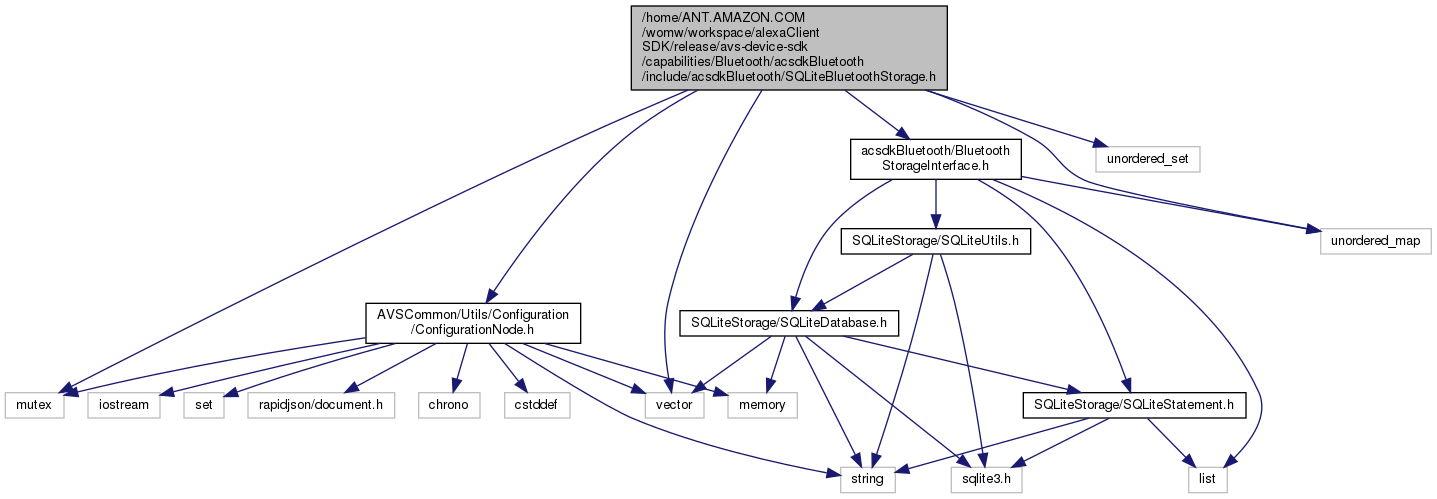 /home/ANT.AMAZON.COM
/womw/workspace/alexaClient
SDK/release/avs-device-sdk
/capabilities/Bluetooth/acsdkBluetooth
/include/acsdkBluetooth/SQLiteBluetoothStorage.h
acsdkBluetooth/Bluetooth
StorageInterface.h
unordered_set
SQLiteStorage/SQLiteUtils.h
unordered_map
AVSCommon/Utils/Configuration
/ConfigurationNode.h
SQLiteStorage/SQLiteDatabase.h
mutex
iostream
set
rapidjson/document.h
chrono
cstddef
vector
memory
SQLiteStorage/SQLiteStatement.h
string
sqlite3.h
list